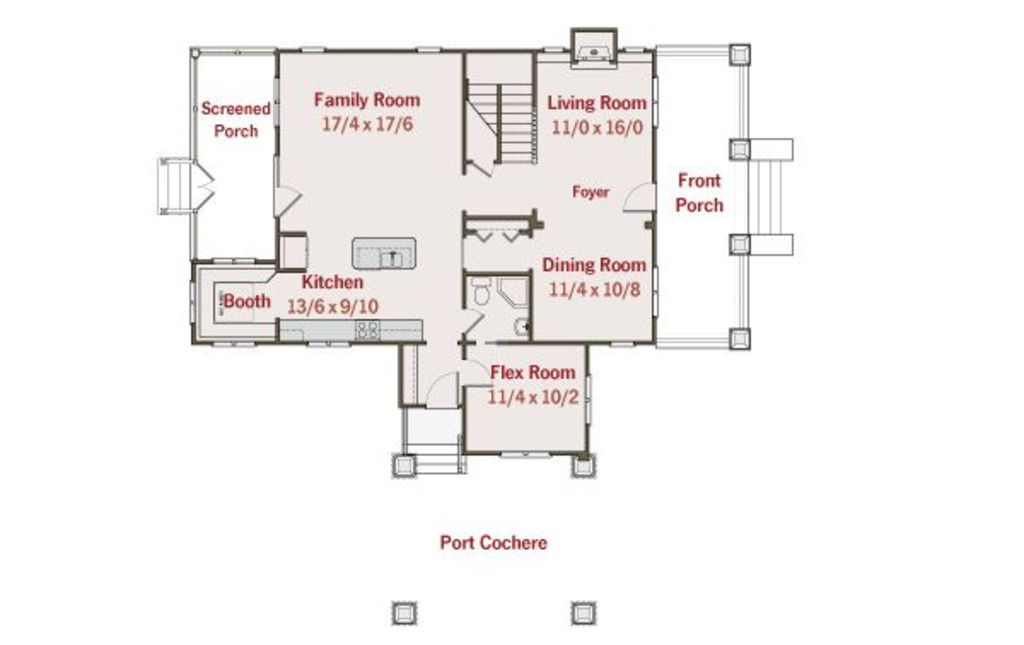 Screened
Porch
Family Room
17/4 x 17/6
Living Room
11/0 x 16/0
Foyer
Front
Porch
Dining Room
11/4 x 10/8
Kitchen
13/6 x 9/10
Booth
Flex Room
11/4 x 10/2
Port Cochere